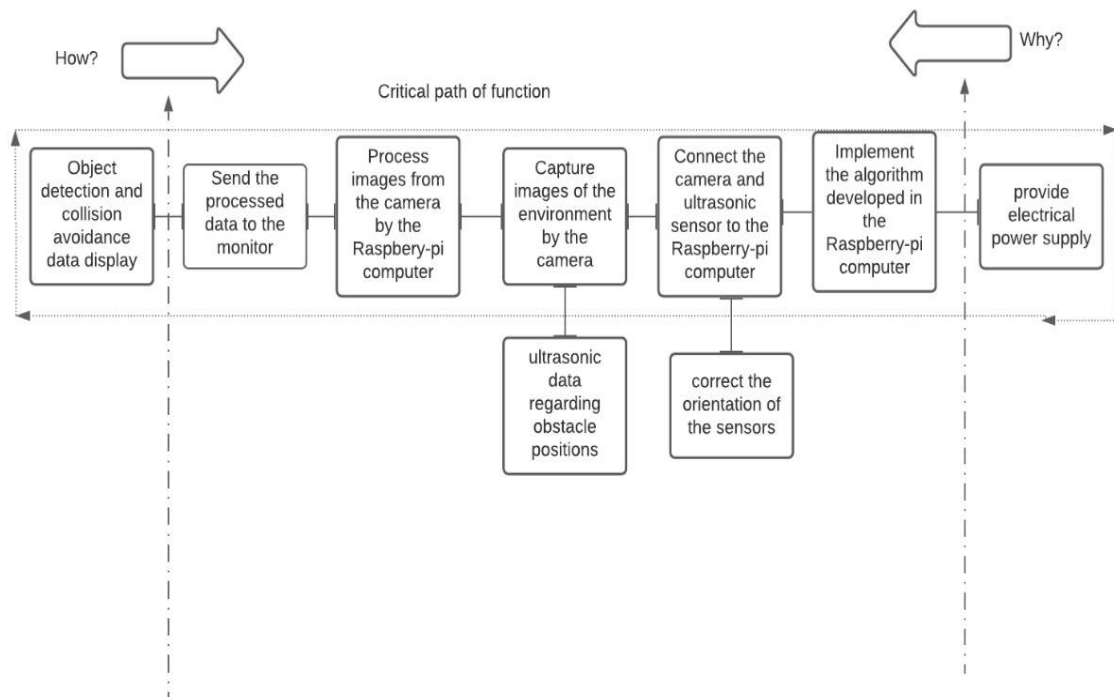 How?
Why?
Critical path of function
Object
detection and
collision
avoidance
data display
Send the
processed
data to the
monitor
Process
images from
the camera by
the
Raspbery-pi
computer
Capture
images of the
environment
by the
camera
Connect the
camera and
ultrasonic
sensor to the
Raspberry-pi
computer
Implement
the algorithm
developed in
the
Raspberry-pi
computer
provide
electrical
power supply
ultrasonic
data
regarding
obstacle
positions
correct the
orientation of
the sensors